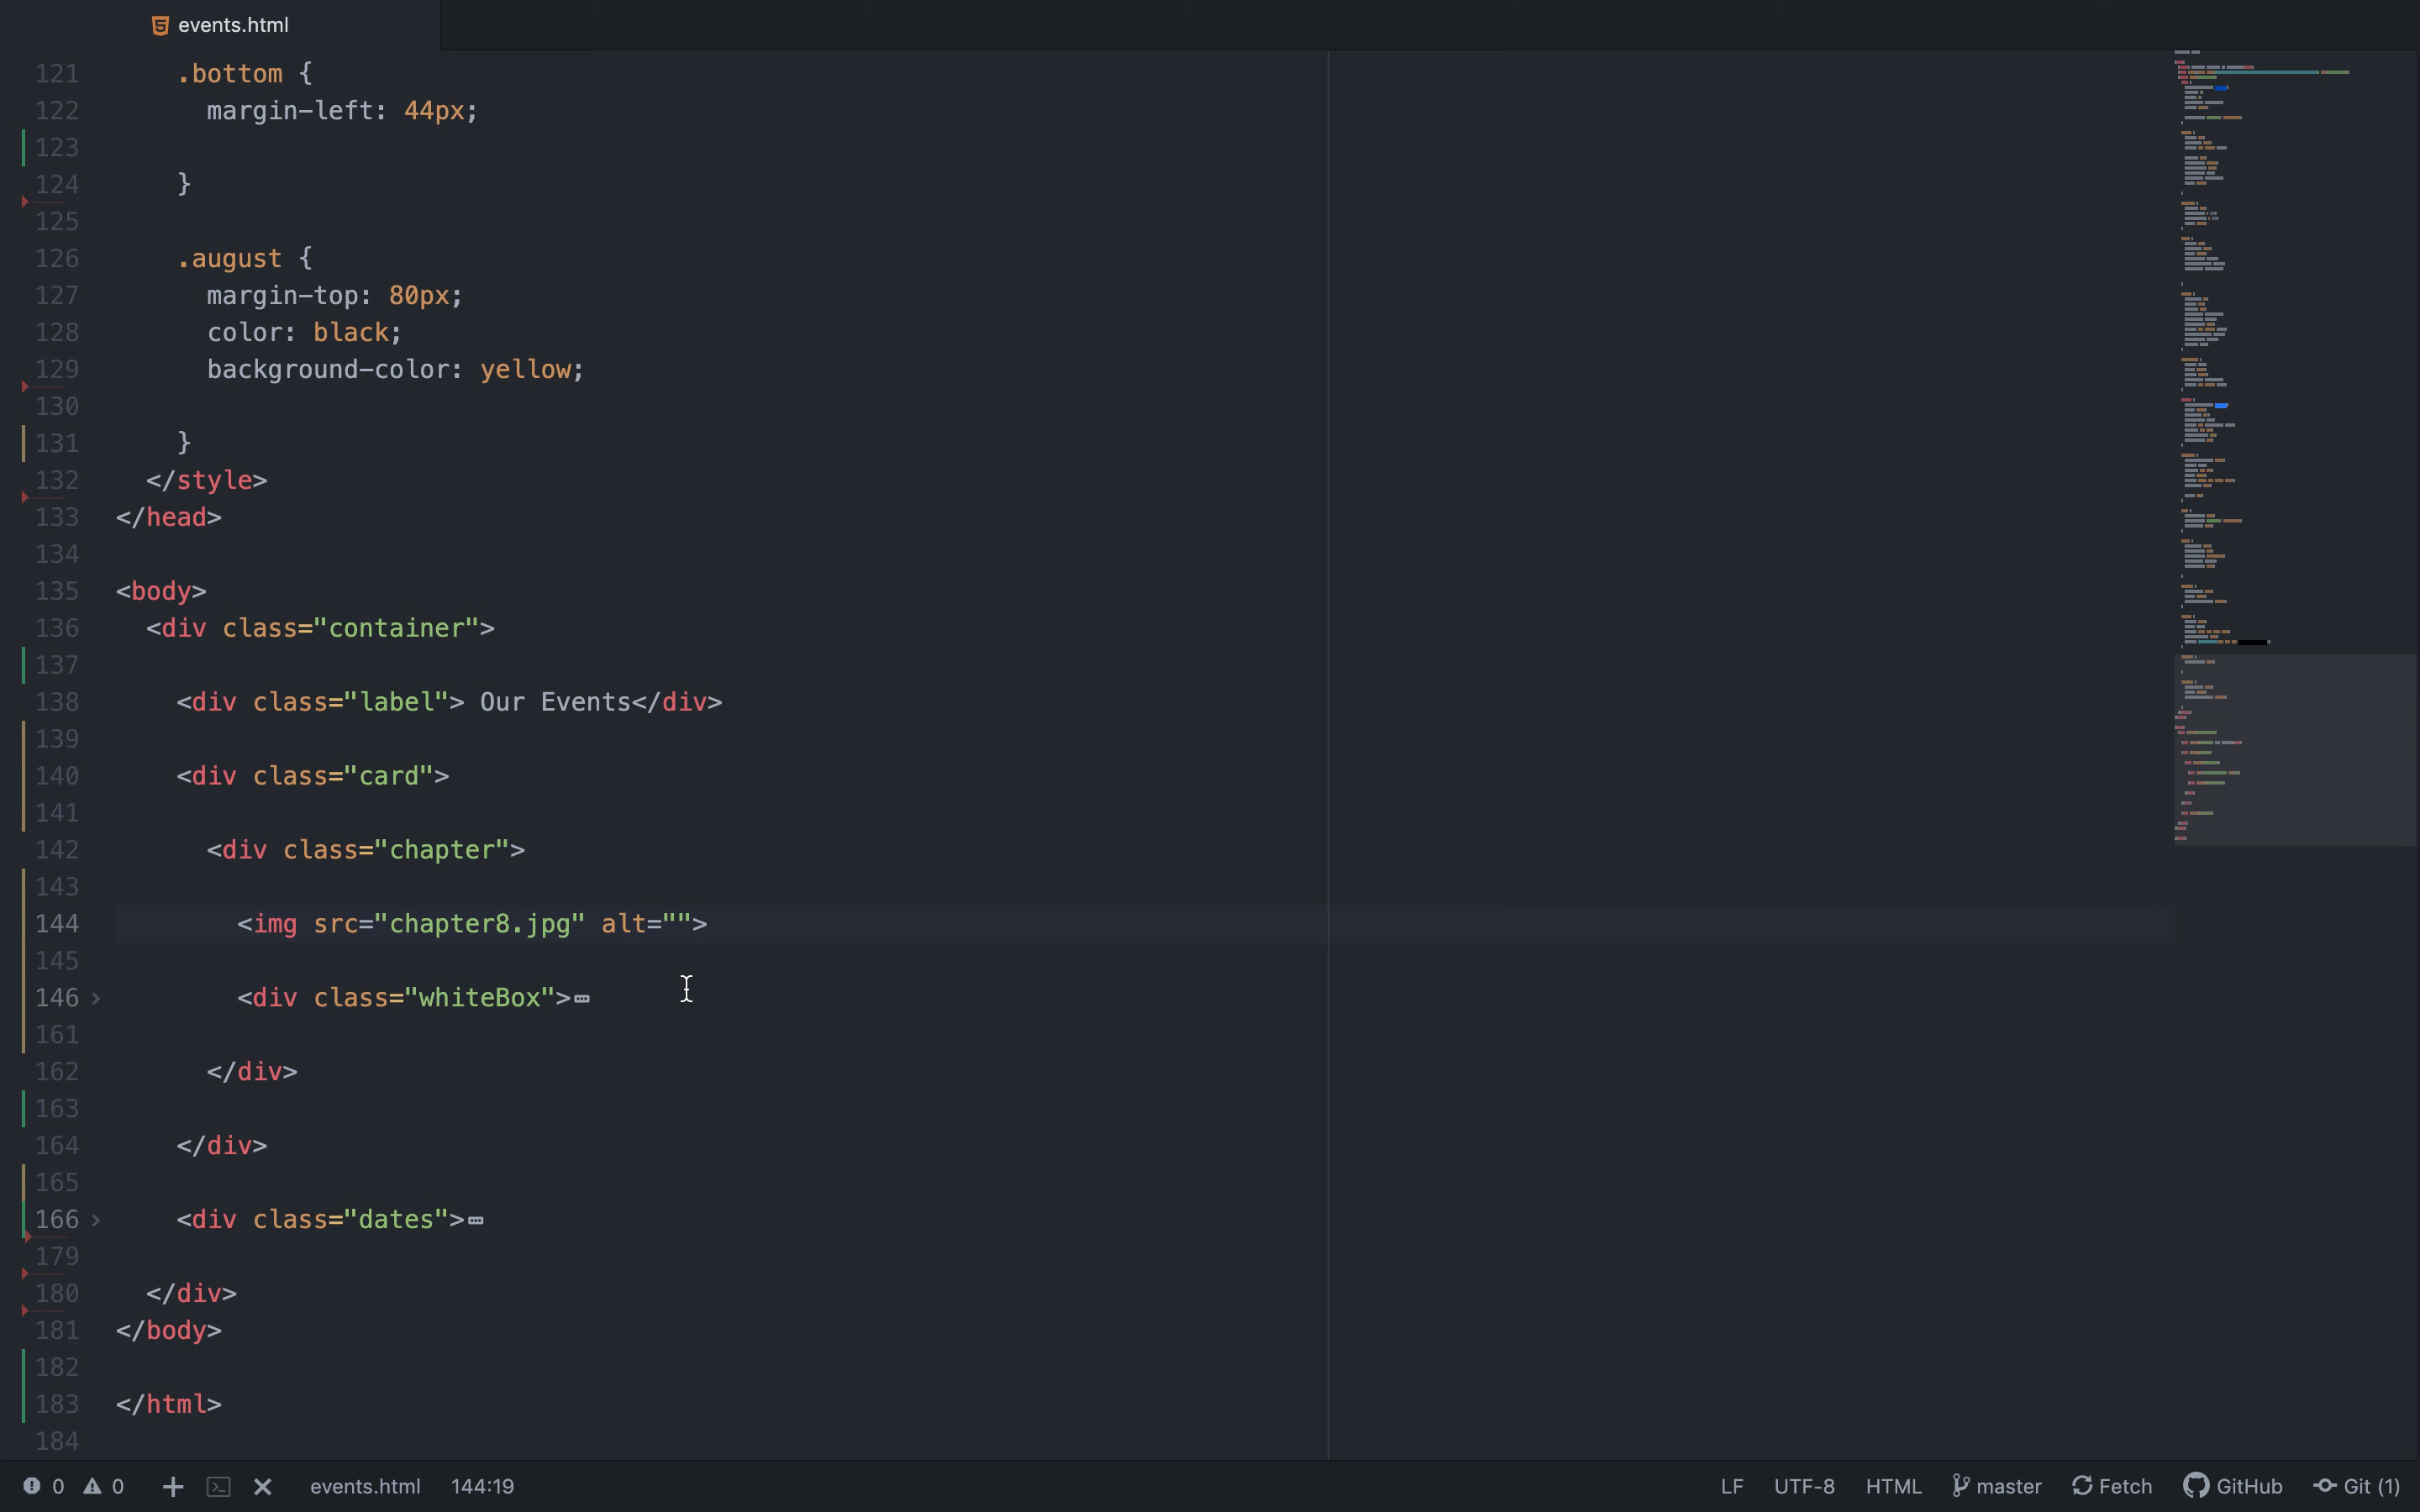 events.html
121 .bottom {
122 margin-left: 44px;
123
124 }
125
126 .august {
127 margin-top: 80px;
128 color: black;
129 background-color: yellow;
130
131 }
132 </style>
133 </head>
134
135 <body>
136 <div class="container">
137
138 <div class="label"> Our Events</div>
139
140 <div class="card">
141
142 <div class="chapter">
143
144 <img src="chapter8.jpg" alt="">
145
146 <div class="whiteBox">
161
162 </div>
163
164 </div>
165
166 <div class="dates">
179
180 </div>
181 </body>
182
183 </html>
184
0 0 events.html 144:19 LF UTF-8 HTML master Fetch GitHub Git (1)